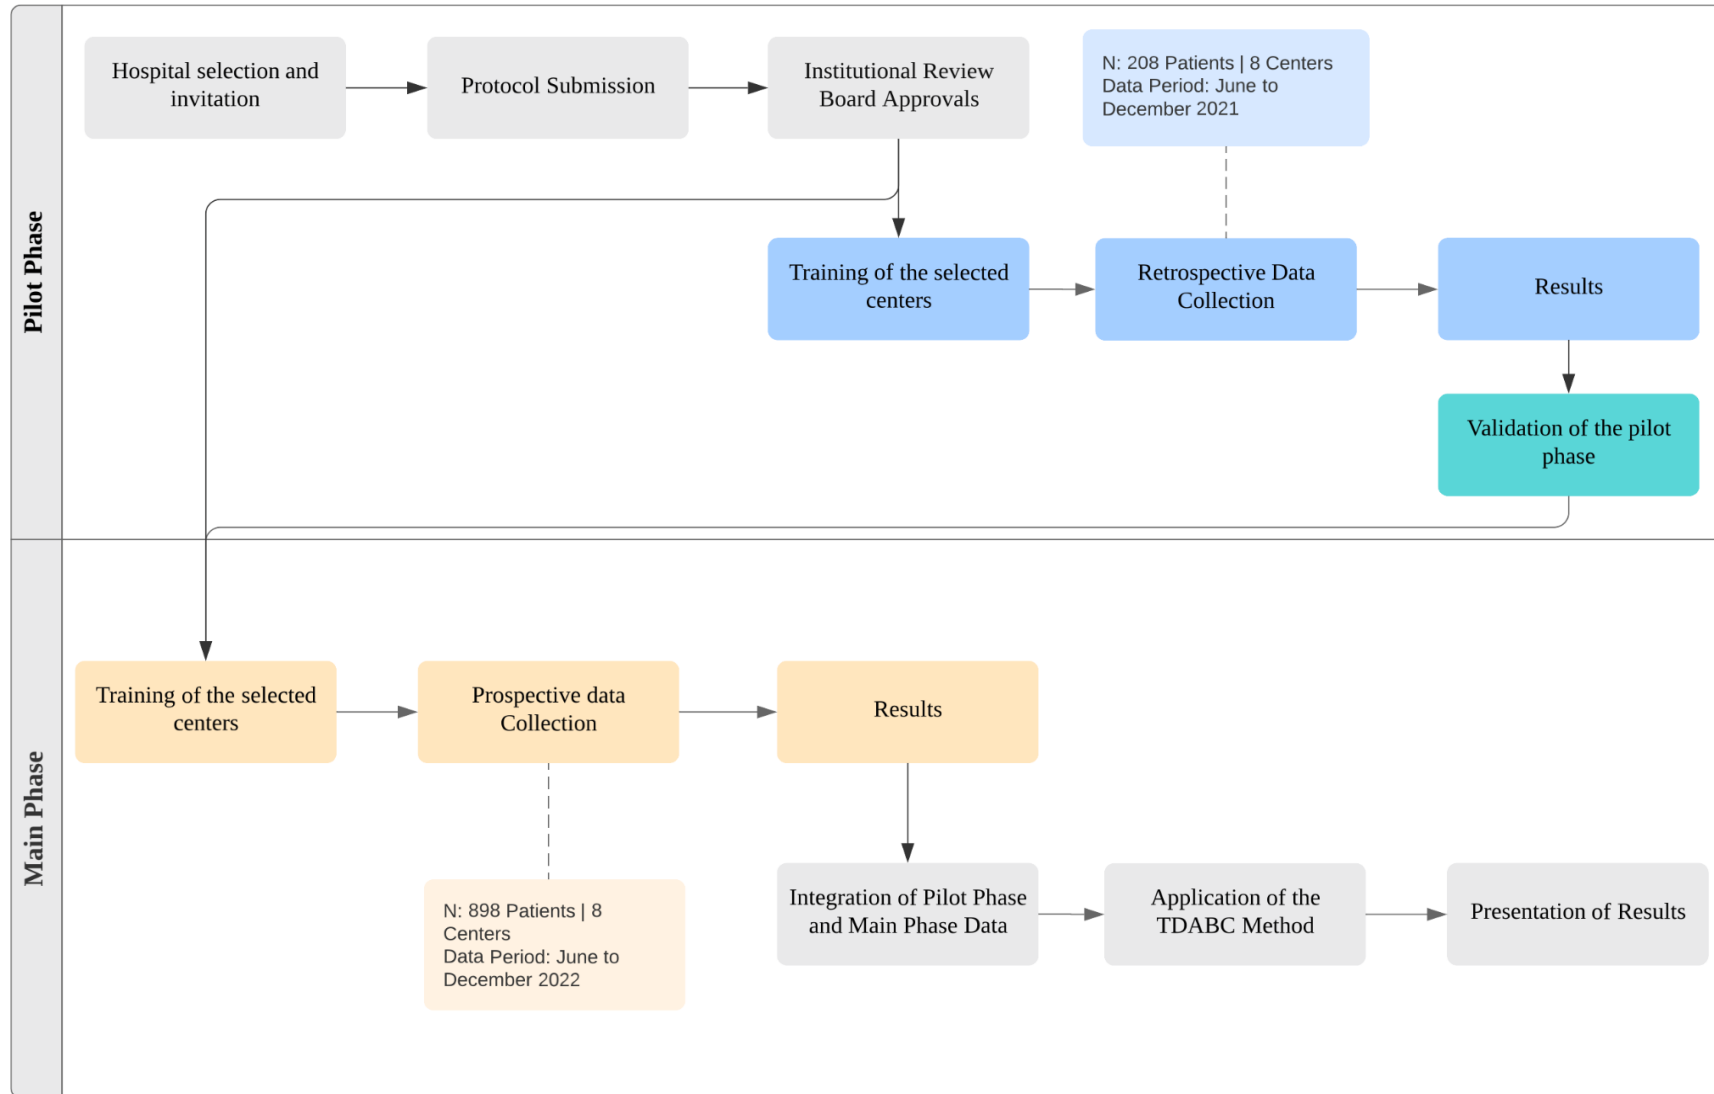 Pilot Phase
Hospital selection and
invitation
Protocol Submission
Institutional Review
Board Approvals
N: 208 Patients | 8 Centers
Data Period: June to
December 2021
Training of the selected
centers
Retrospective Data
Collection
Results
Validation of the pilot
phase
Main Phase
Training of the selected
centers
Prospective data
Collection
Results
N: 898 Patients | 8
Centers
Data Period: June to
December 2022
Integration of Pilot Phase
and Main Phase Data
Application of the
TDABC Method
Presentation of Results